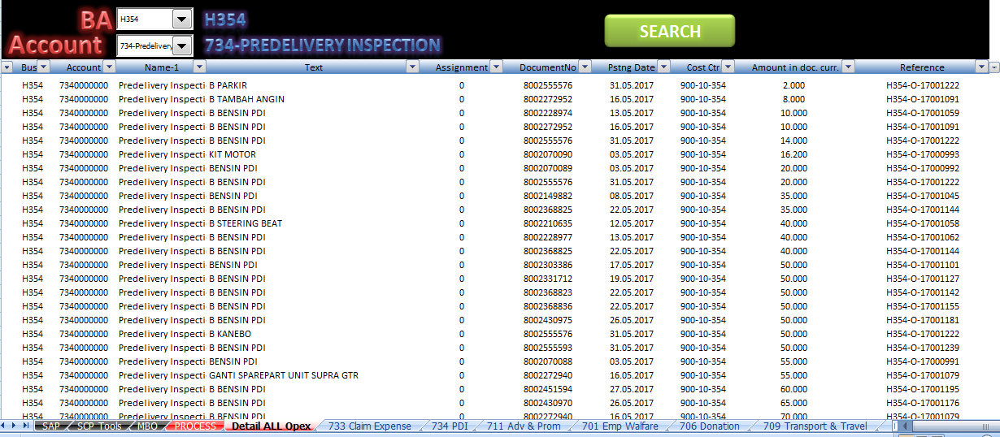 BA H354 H354
Account 734-Predelivery 734-PREDELIVERY INSPECTION
SEARCH
Bus Account Name-1 Text Assignment DocumentNo Pstng Date Cost Ctr Amount in doc. curr. Reference
H354 7340000000 Predelivery Inspecti B PARKIR 0 8002555576 31.05.2017 900-10-354 2.000 H354-O-17001222
H354 7340000000 Predelivery Inspecti B TAMBAH ANGIN 0 8002272952 16.05.2017 900-10-354 8.000 H354-O-17001091
H354 7340000000 Predelivery Inspecti B BENSIN PDI 0 8002228974 13.05.2017 900-10-354 10.000 H354-O-17001059
H354 7340000000 Predelivery Inspecti B BENSIN PDI 0 8002272952 16.05.2017 900-10-354 10.000 H354-O-17001091
H354 7340000000 Predelivery Inspecti B BENSIN PDI 0 8002555576 31.05.2017 900-10-354 14.000 H354-O-17001222
H354 7340000000 Predelivery Inspecti KIT MOTOR 0 8002070090 03.05.2017 900-10-354 16.200 H354-O-17000993
H354 7340000000 Predelivery Inspecti BENSIN PDI 0 8002070089 03.05.2017 900-10-354 20.000 H354-O-17000992
H354 7340000000 Predelivery Inspecti B BENSIN PDI 0 8002555576 31.05.2017 900-10-354 20.000 H354-O-17001222
H354 7340000000 Predelivery Inspecti BENSIN PDI 0 8002149882 08.05.2017 900-10-354 35.000 H354-O-17001045
H354 7340000000 Predelivery Inspecti B BENSIN PDI 0 8002368825 22.05.2017 900-10-354 35.000 H354-O-17001144
H354 7340000000 Predelivery Inspecti B STEERING BEAT 0 8002210635 12.05.2017 900-10-354 40.000 H354-O-17001058
H354 7340000000 Predelivery Inspecti B BENSIN PDI 0 8002228977 13.05.2017 900-10-354 40.000 H354-O-17001062
H354 7340000000 Predelivery Inspecti B BENSIN PDI 0 8002368825 22.05.2017 900-10-354 40.000 H354-O-17001144
H354 7340000000 Predelivery Inspecti BENSIN PDI 0 8002303386 17.05.2017 900-10-354 50.000 H354-O-17001101
H354 7340000000 Predelivery Inspecti B BENSIN PDI 0 8002331712 19.05.2017 900-10-354 50.000 H354-O-17001127
H354 7340000000 Predelivery Inspecti B BENSIN PDI 0 8002368823 22.05.2017 900-10-354 50.000 H354-O-17001142
H354 7340000000 Predelivery Inspecti B BENSIN PDI 0 8002368836 22.05.2017 900-10-354 50.000 H354-O-17001155
H354 7340000000 Predelivery Inspecti B BENSIN PDI 0 8002430975 26.05.2017 900-10-354 50.000 H354-O-17001181
H354 7340000000 Predelivery Inspecti B KANEBO 0 8002555576 31.05.2017 900-10-354 50.000 H354-O-17001222
H354 7340000000 Predelivery Inspecti B BENSIN PDI 0 8002555593 31.05.2017 900-10-354 50.000 H354-O-17001239
H354 7340000000 Predelivery Inspecti BENSIN PDI 0 8002070088 03.05.2017 900-10-354 55.000 H354-O-17000991
H354 7340000000 Predelivery Inspecti GANTI SPAREPART UNIT SUPRA GTR 0 8002272940 16.05.2017 900-10-354 55.000 H354-O-17001079
H354 7340000000 Predelivery Inspecti B BENSIN PDI 0 8002451594 27.05.2017 900-10-354 60.000 H354-O-17001195
H354 7340000000 Predelivery Inspecti B BENSIN PDI 0 8002430970 26.05.2017 900-10-354 65.000 H354-O-17001176
H354 7340000000 Predelivery Inspecti B BENSIN PDI 0 8002272940 16.05.2017 900-10-354 70.000 H354-O-17001079
SAP SCP Tools MBO PROCESS Detail ALL Opex 733 Claim Expense 734 PDI 711 Adv & Prom 701 Emp Walfare 706 Donation 709 Transport & Travel